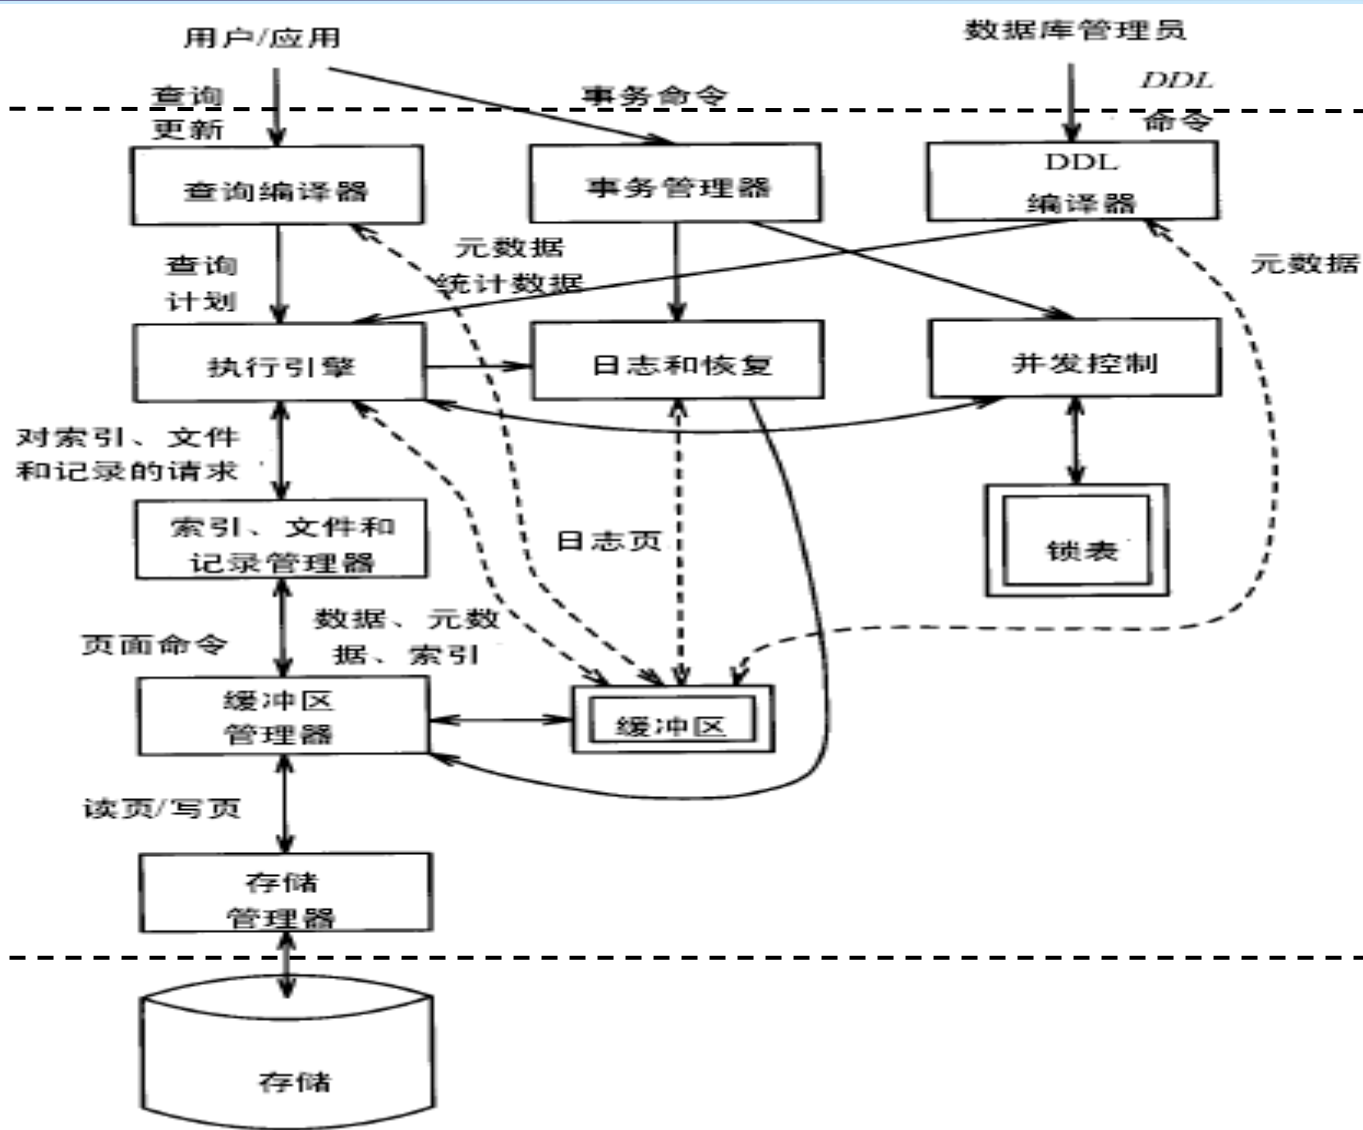 用户/应用
数据库管理员
查询
更新
事务命令
DDL
命令
查询编译器
事务管理器
DDL
编译器
查询
计划
元数据
统计数据
元数据
执行引擎
日志和恢复
并发控制
对索引、文件
和记录的请求
索引、文件和
记录管理器
日志页
锁表
页面命令
数据、元数
据、索引
缓冲区
管理器
缓冲区
读页/写页
存储
管理器
存储